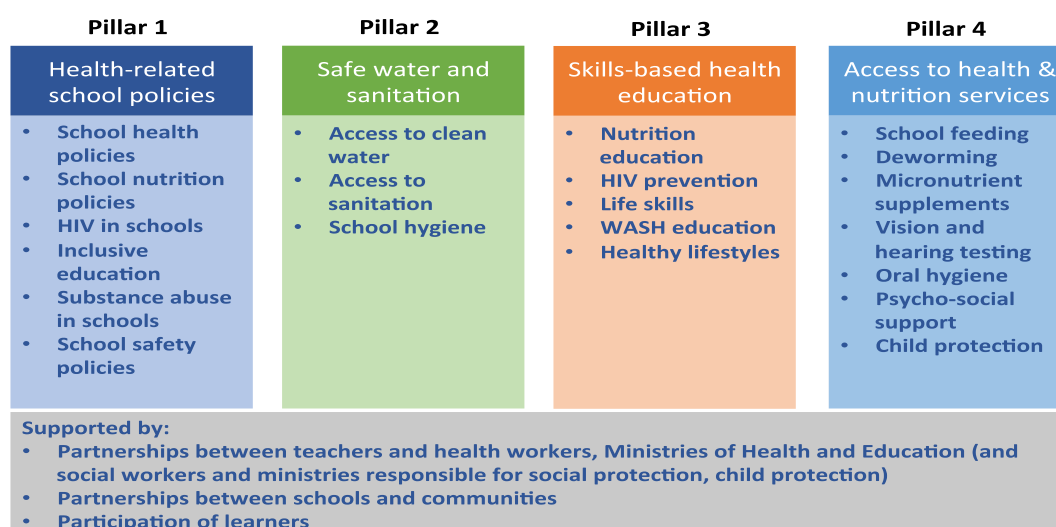 Pillar 1
Health-related
school policies
• School health
policies
• School nutrition
policies
• HIV in schools
• Inclusive
education
• Substance abuse
in schools
• School safety
policies
Pillar 2
Safe water and
sanitation
• Access to clean
water
• Access to
sanitation
• School hygiene
Pillar 3
Skills-based health
education
• Nutrition
education
• HIV prevention
• Life skills
• WASH education
• Healthy lifestyles
Pillar 4
Access to health &
nutrition services
• School feeding
• Deworming
• Micronutrient
supplements
• Vision and
hearing testing
• Oral hygiene
• Psycho-social
support
• Child protection
Supported by:
• Partnerships between teachers and health workers, Ministries of Health and Education (and
social workers and ministries responsible for social protection, child protection)
• Partnerships between schools and communities
• Participation of learners